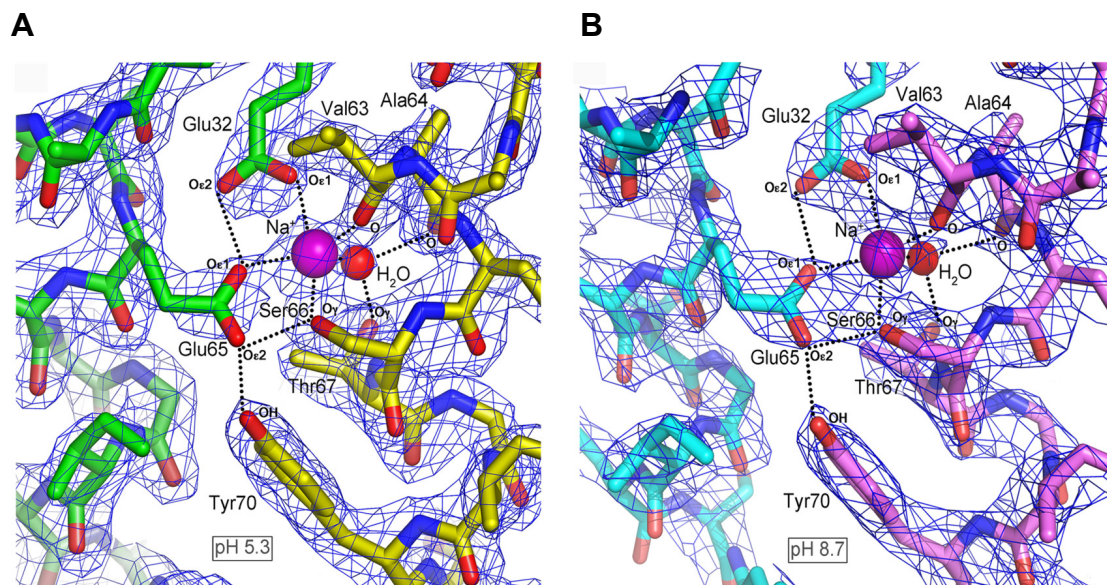 A
B
Glu32
Val63
Ala64
Oε2
Oε1
Na+
O
O
Oε1
H2O
Ser66
Oγ
Oγ
Glu65
Oε2
Thr67
OH
Tyr70
pH 5.3
Glu32
Val63
Ala64
Oε2
Oε1
Na+
O
O
Oε1
H2O
Ser66
Oγ
Oγ
Glu65
Oε2
Thr67
OH
Tyr70
pH 8.7